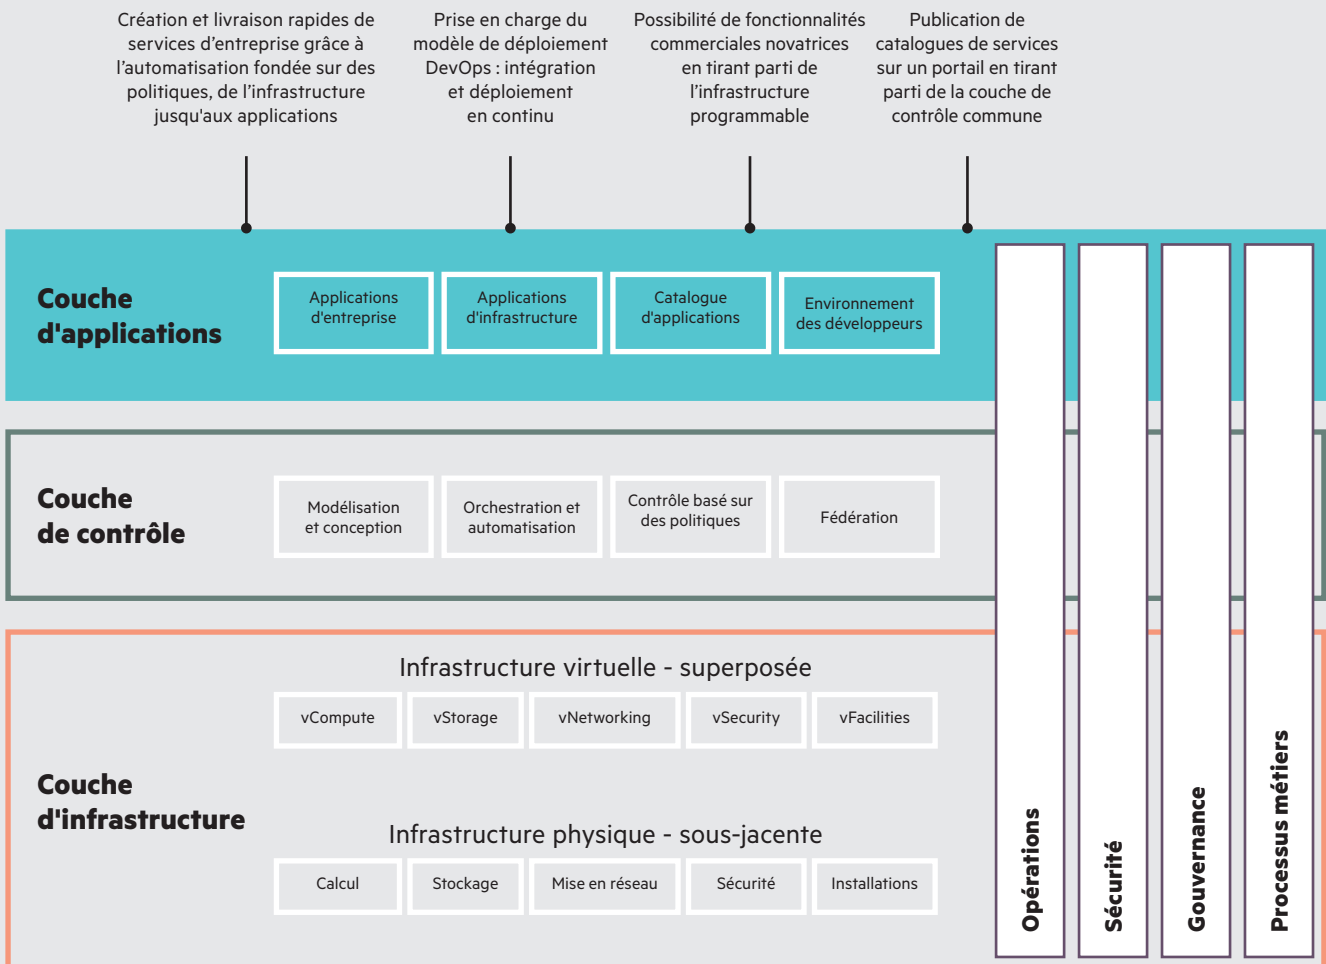 Création et livraison rapides de
services d’entreprise grâce à
l’automatisation fondée sur des
politiques, de l’infrastructure
jusqu'aux applications
Prise en charge du
modèle de déploiement
DevOps : intégration
et déploiement
en continu
Possibilité de fonctionnalités
commerciales novatrices
en tirant parti de
l’infrastructure
programmable
Publication de
catalogues de services
sur un portail en tirant
parti de la couche de
contrôle commune
Couche
d'applications
Applications
d'entreprise
Applications
d'infrastructure
Catalogue
d'applications
Environnement
des développeurs
Couche
de contrôle
Modélisation
et conception
Orchestration et
automatisation
Contrôle basé sur
des politiques
Fédération
Couche
d'infrastructure
Infrastructure virtuelle - superposée
vCompute
vStorage
vNetworking
vSecurity
vFacilities
Infrastructure physique - sous-jacente
Calcul
Stockage
Mise en réseau
Sécurité
Installations
Opérations
Sécurité
Gouvernance
Processus métiers